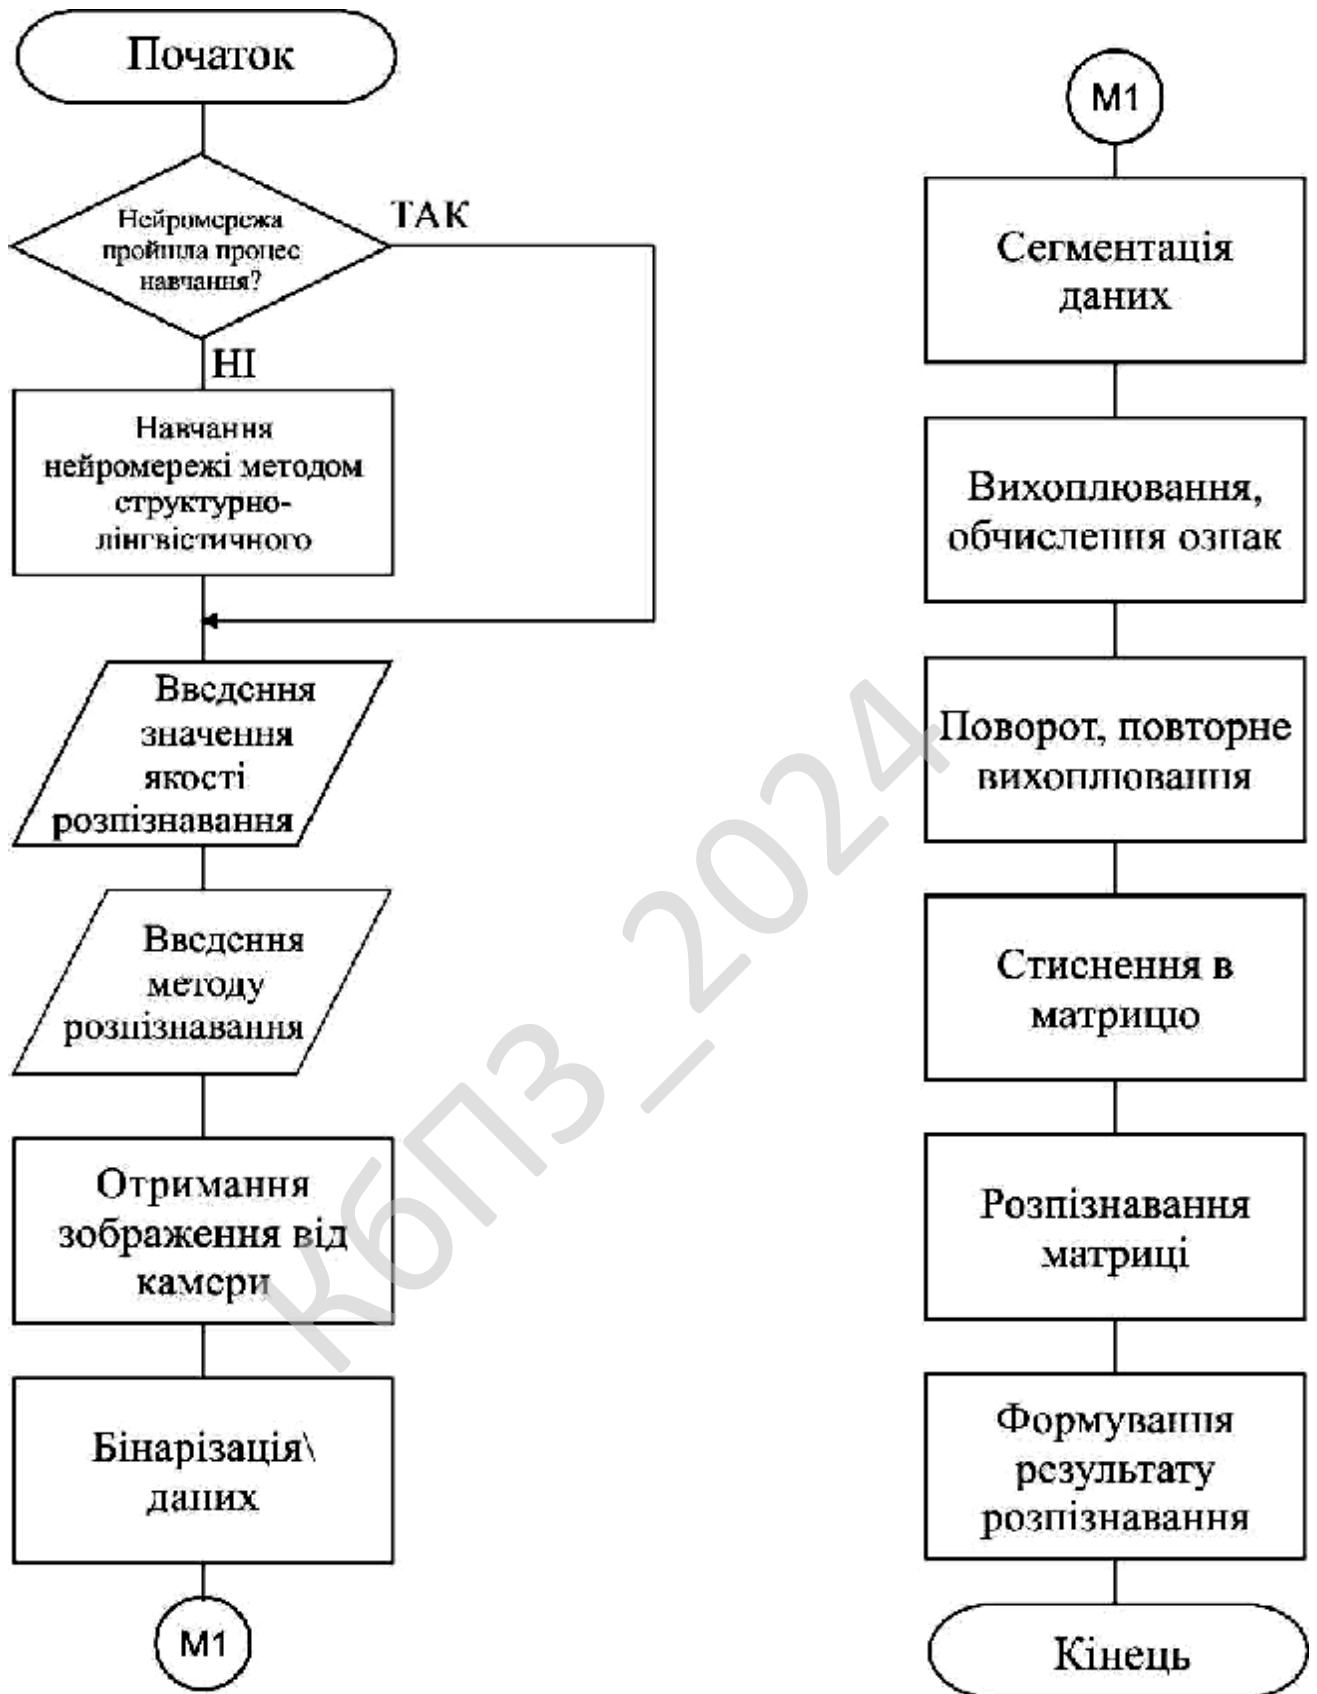 Початок
Нейромережа
пройшла процес
навчання?
ТАК
НІ
Навчання
нейромережі методом
структурно-
лінгвістичного
Введення
значення
якості
розпізнавання
Введення
методу
розпізнавання
Отримання
зображення від
камери
Бінарізація\
даних
М1
М1
Сегментація
даних
Вихоплювання,
обчислення ознак
Поворот, повторне
вихоплювання
Стиснення в
матрицю
Розпізнавання
матриці
Формування
результату
розпізнавання
Кінець
КбПЗ_2024